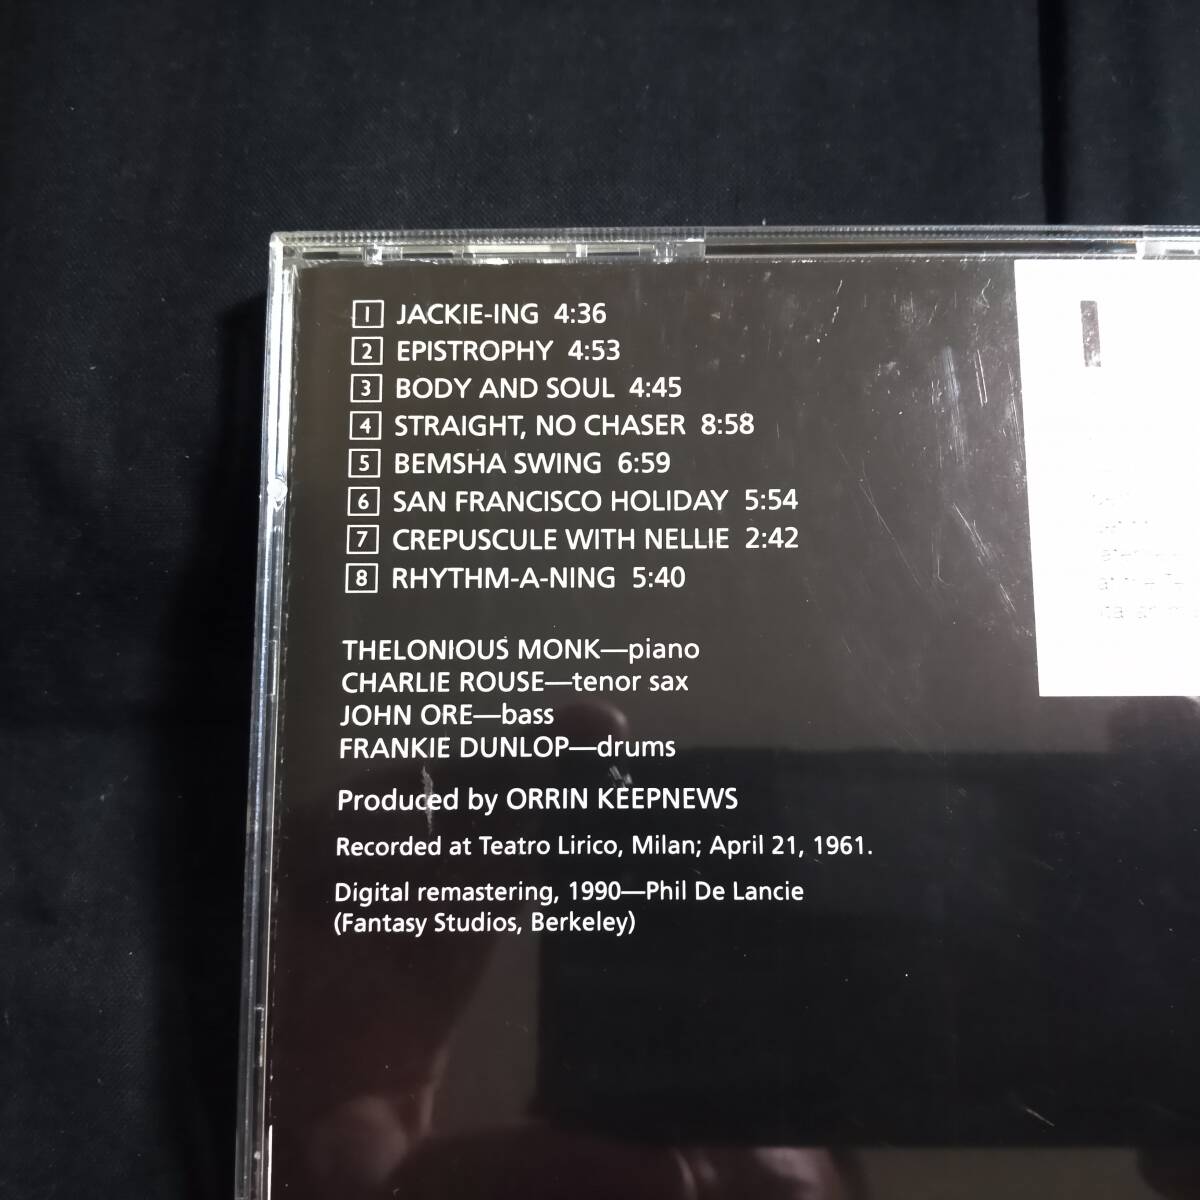 1 JACKIE-ING 4:36
2 EPISTROPHY 4:53
3 BODY AND SOUL 4:45
4 STRAIGHT, NO CHASER 8:58
5 BEMSHA SWING 6:59
6 SAN FRANCISCO HOLIDAY 5:54
7 CREPUSCULE WITH NELLIE 2:42
8 RHYTHM-A-NING 5:40
THELONIOUS MONK—piano
CHARLIE ROUSE—tenor sax
JOHN ORE—bass
FRANKIE DUNLOP—drums
Produced by ORRIN KEEPNEWS
Recorded at Teatro Lirico, Milan; April 21, 1961.
Digital remastering, 1990—Phil De Lancie
(Fantasy Studios, Berkeley)